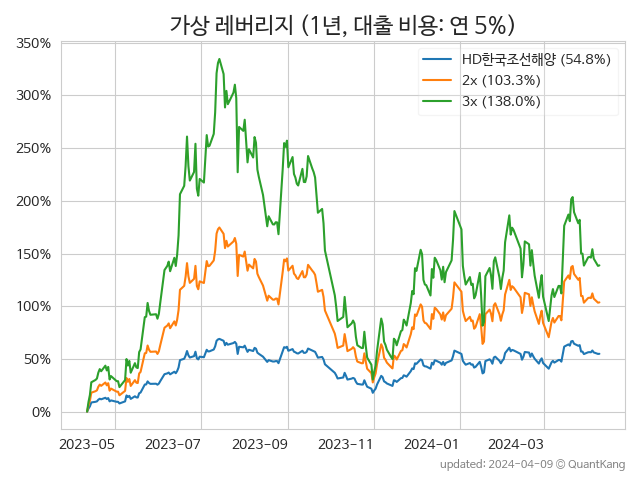 가상 레버리지 (1년, 대출 비용: 연 5%)
350%
300%
250%
200%
150%
100%
50%
0%
HD한국조선해양 (54.8%)
2x (103.3%)
3x (138.0%)
2023-05
2023-07
2023-09
2023-11
2024-01
2024-03
updated: 2024-04-09 © QuantKang